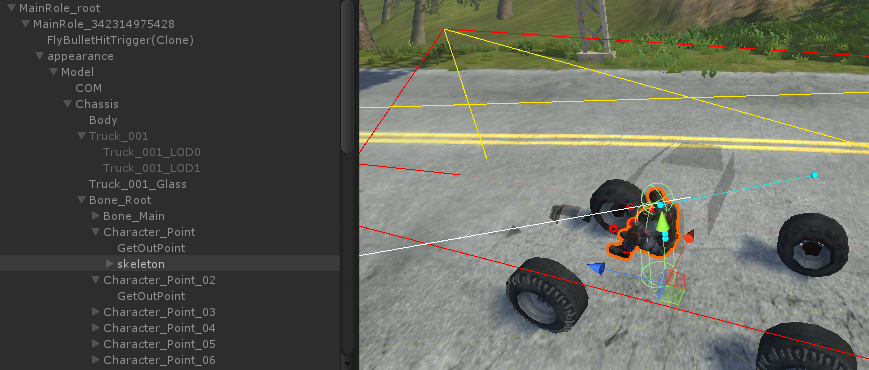 MainRole_root
MainRole_342314975428
FlyBulletHitTrigger(Clone)
appearance
Model
COM
Chassis
Body
Truck_001
Truck_001_LOD0
Truck_001_LOD1
Truck_001_Glass
Bone_Root
Bone_Main
Character_Point
GetOutPoint
skeleton
Character_Point_02
GetOutPoint
Character_Point_03
Character_Point_04
Character_Point_05
Character_Point_06